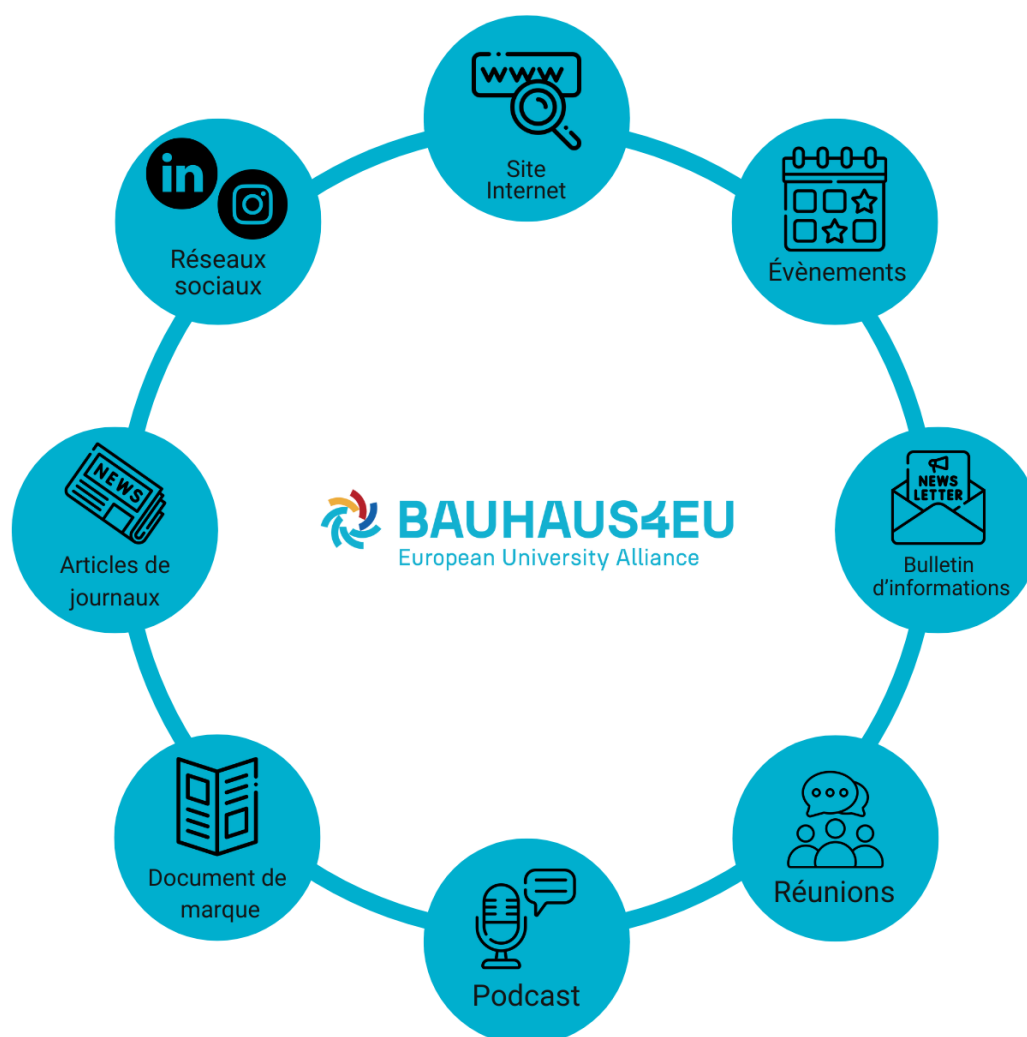 www
Site
Internet
in
Réseaux
sociaux
Évènements
NEWS
Articles de
journaux
BAUHAUS4EU
European University Alliance
NEWS
LETTER
Bulletin
d'informations
Document de
marque
Réunions
Podcast